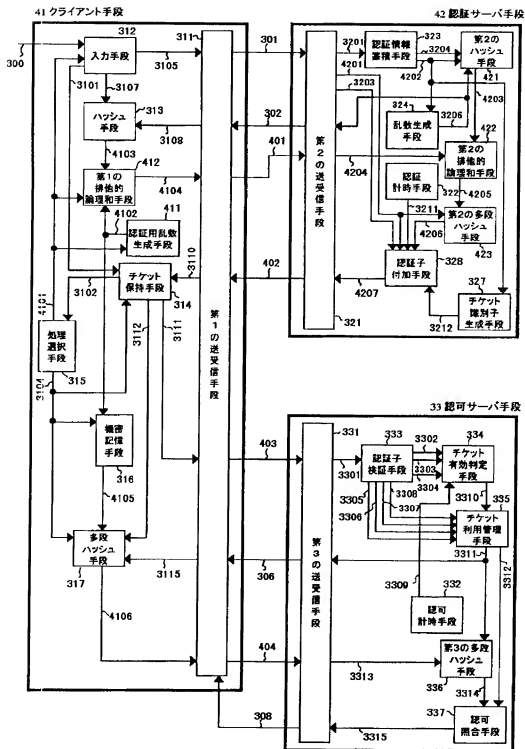 41 クライアント手段
42 認証サーバ手段
300
312
入力手段
3105
3101
3107
313
ハッシュ
手段
3108
4103
412
第1の
排他的
論理和手段
4104
4102
411
認証用乱数
生成手段
3110
チケット
保持手段
314
4101
3102
3112
3111
処理
選択
手段
315
3104
機密
記憶手
段
316
4105
多段
ハッシュ
手段
317
3115
4106
311
第1の送受信手段
301
302
401
402
403
306
404
308
321
第2の送受信手段
3201
認証情報
蓄積手段
323
3204
4201
4202
3203
第2の
ハッシュ
手段
421
4203
324
乱数生成
手段
3206
422
第2の
排他的
論理和手段
4204
認証
計時手段
322
4205
3211
4206
第2の多段
ハッシュ手段
423
認証子
付加手段
328
4207
327
チケット
識別子
生成手段
3212
33 認可サーバ手段
331
第3の送受信手段
3301
333
認証子
検証手段
3302
3303
3304
3305
3306
3307
3308
334
チケット
有効判定
手段
3310
335
チケット
利用管理
手段
3311
3312
3309
332
認可
計時手段
第3の多段
ハッシュ
手段
336
3313
3314
337
認可
照合手段
3315